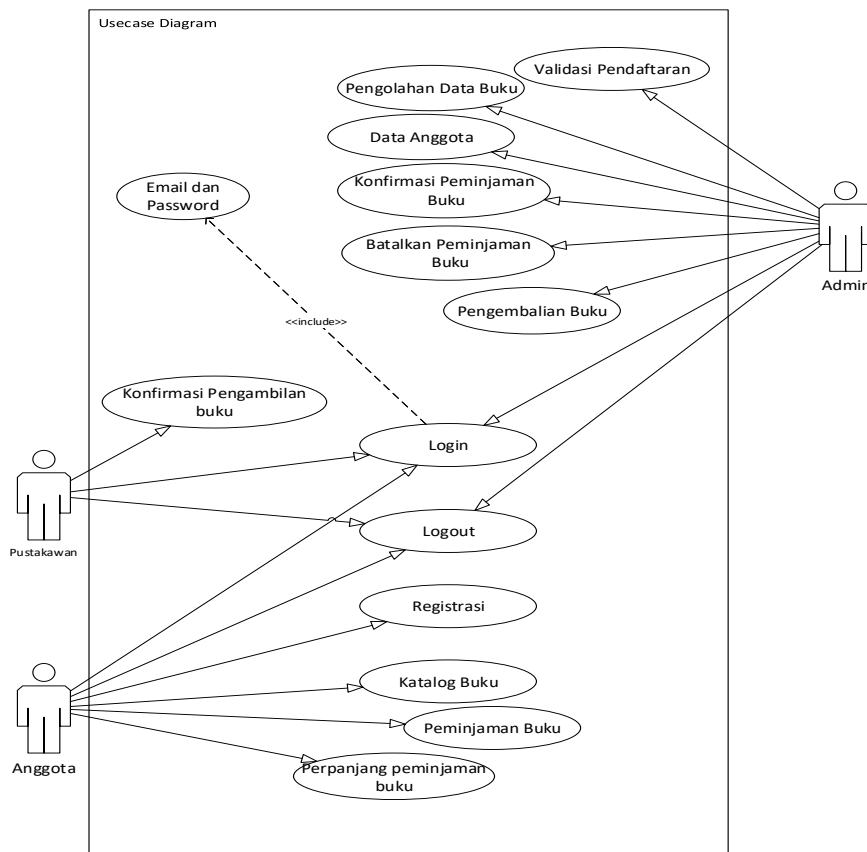 Usecase Diagram
Validasi Pendaftaran
Pengolahan Data Buku
Data Anggota
Konfirmasi Peminjaman
Buku
Email dan
Password
Batalkan Peminjaman
Buku
Admin
Pengembalian Buku
<<include>>
Konfirmasi Pengambilan
buku
Login
Logout
Pustakawan
Registrasi
Katalog Buku
Peminjaman Buku
Anggota
Perpanjang peminjaman
buku